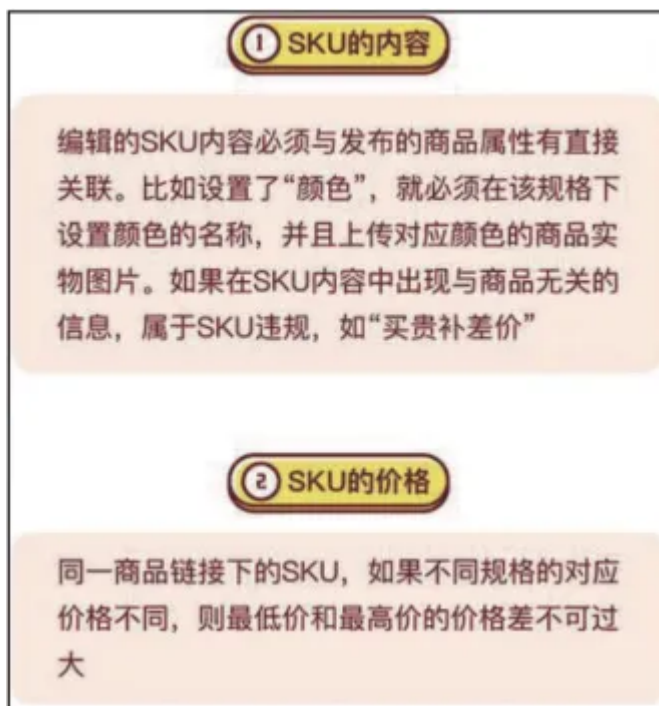 1 SKU的内容
编辑的SKU内容必须与发布的商品属性有直接
关联。比如设置了“颜色”，就必须在该规格下
设置颜色的名称，并且上传对应颜色的商品实
物图片。如果在SKU内容中出现与商品无关的
信息，属于SKU违规，如“买贵补差价”
2 SKU的价格
同一商品链接下的SKU，如果不同规格的对应
价格不同，则最低价和最高价的价格差不可过
大